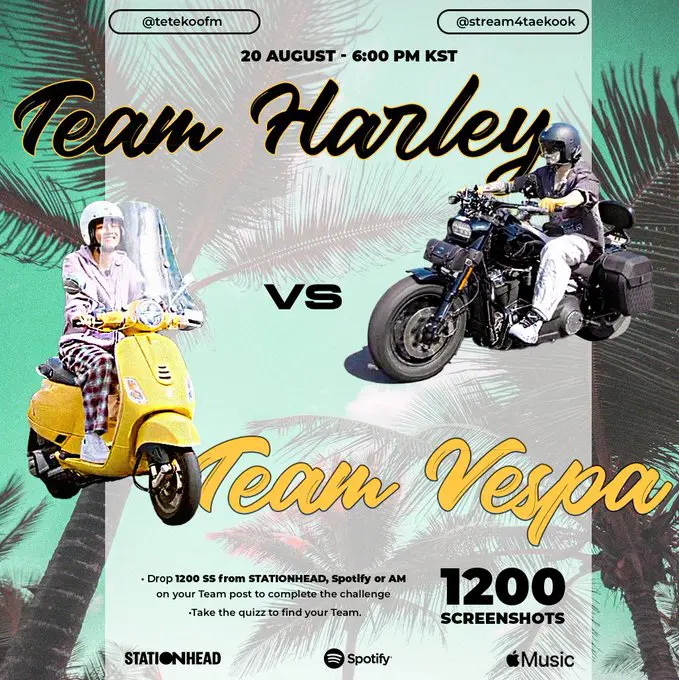 @tetekoofm
@stream4taekook
20 AUGUST - 6:00 PM KST
Team Harley
VS
Team Vespa
• Drop 1200 SS from STATIONHEAD, Spotify or AM
on your Team post to complete the challenge
•Take the quizz to find your Team.
1200
SCREENSHOTS
STATIONHEAD
Spotify
Music